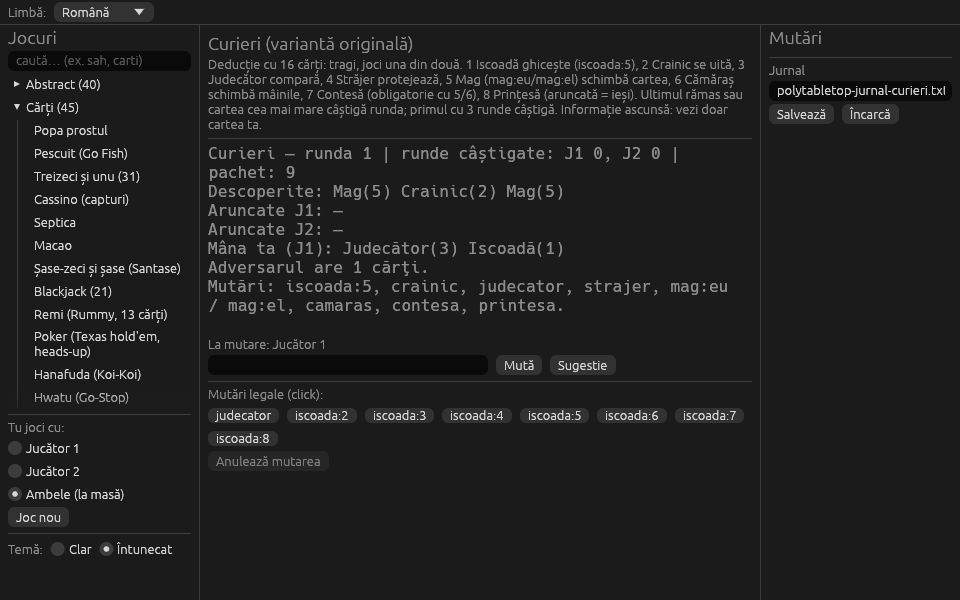 Limbă: Română
Jocuri
caută... (ex. sah, carti)
Abstract (40)
Cărți (45)
Popa prostul
Pescuit (Go Fish)
Treizeci și unu (31)
Cassino (capturi)
Septica
Macao
Șase-zeci și șase (Santase)
Blackjack (21)
Remi (Rummy, 13 cărți)
Poker (Texas hold'em,
heads-up)
Hanafuda (Koi-Koi)
Hwatu (Go-Stop)
Tu joci cu:
Jucător 1
Jucător 2
Ambele (la masă)
Joc nou
Temă: Clar Întunecat
Curieri (variantă originală)
Deducție cu 16 cărți: tragi, joci una din două. 1 Iscoadă ghicește (iscoada:5), 2 Crainic se uită, 3
Judecător compară, 4 Străjer protejează, 5 Mag (mag:eu/mag:el) schimbă cartea, 6 Cămăraș
schimbă mâinile, 7 Contesă (obligatorie cu 5/6), 8 Prințesă (aruncată = ieși). Ultimul rămas sau
cartea cea mai mare câștigă runda; primul cu 3 runde câștigă. Informație ascunsă: vezi doar
cartea ta.
Curieri — runda 1 | runde câștigate: J1 0, J2 0 |
pachet: 9
Descoperite: Mag(5) Crainic(2) Mag(5)
Aruncate J1: —
Aruncate J2: —
Mâna ta (J1): Judecător(3) Iscoadă(1)
Adversarul are 1 cărți.
Mutări: iscoada:5, crainic, judecator, strajer, mag:eu
/ mag:el, camaras, contesa, printesa.
La mutare: Jucător 1
Mută Sugestie
Mutări legale (click):
judecator iscoada:2 iscoada:3 iscoada:4 iscoada:5 iscoada:6 iscoada:7
iscoada:8
Anulează mutarea
Mutări
Jurnal
polytabletop-jurnal-curieri.txt
Salvează Încarcă